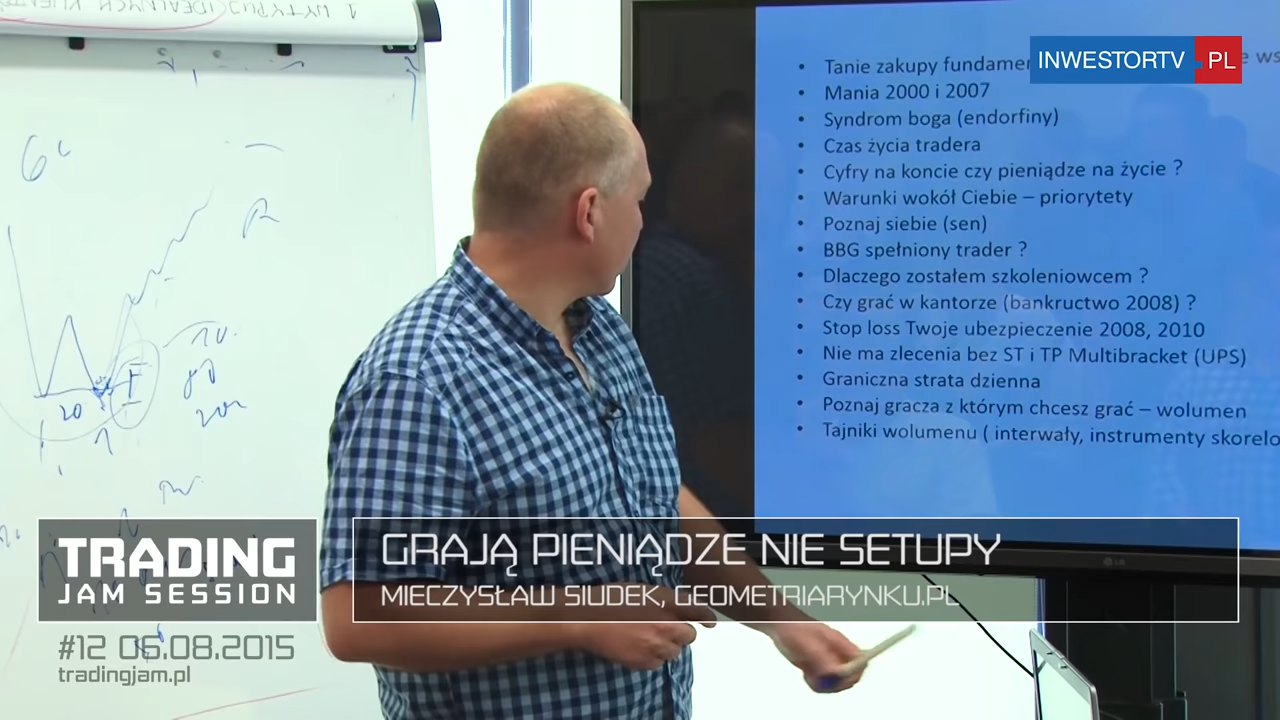 1 WYTYPUJ IDEALNYCH
INWESTORTV.PL
• Tanie zakupy
• Mania 2000 i 2007
• Syndrom boga (endorfiny)
• Czas życia tradera
• Cyfry na koncie czy pieniądze na życie ?
• Warunki wokół Ciebie – priorytety
• Poznaj siebie (sen)
• BBG spełniony trader ?
• Dlaczego zostałem szkoleniowcem ?
• Czy grać w kantorze (bankructwo 2008) ?
• Stop loss Twoje ubezpieczenie 2008, 2010
• Nie ma zlecenia bez ST i TP Multibracket (UPS)
• Graniczna strata dzienna
• Poznaj gracza z którym chcesz grać – wolumen
• Tajniki wolumenu ( interwały, instrumenty
20
LG
TRADING
JAM SESSION
#12 06.08.2015
tradingjam.pl
GRAJĄ PIENIĄDZE NIE SETUPY
MIECZYSŁAW SIUDEK, GEOMETRIARYNKU.PL